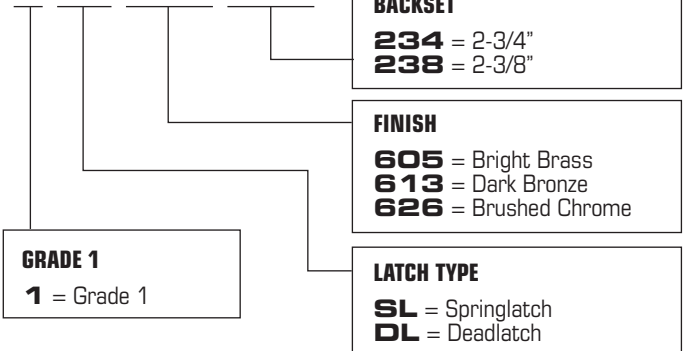 BACKSET
234 = 2-3/4”
238 = 2-3/8”
FINISH
605 = Bright Brass
613 = Dark Bronze
626 = Brushed Chrome
GRADE 1
1 = Grade 1
LATCH TYPE
SL = Springlatch
DL = Deadlatch